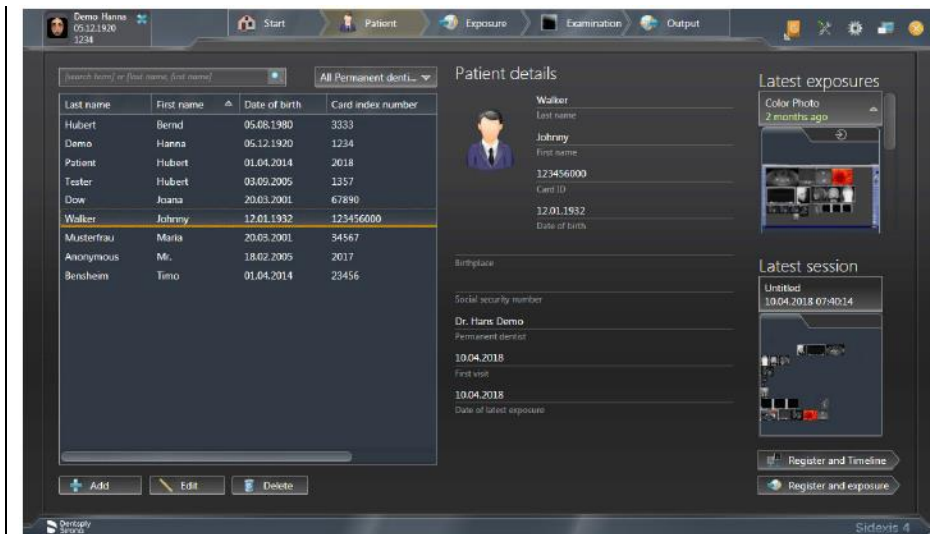 Demo Hanna
05.12.1920
1234
Start
Patient
Exposure
Examination
Output
[search term] or [last name, first name]
All Permanent denti...
Last name First name Date of birth Card index number
Hubert Bernd 05.08.1980 3333
Demo Hanna 05.12.1920 1234
Patient Hubert 01.04.2014 2018
Tester Hubert 03.09.2005 1357
Dow Joana 20.03.2001 67890
Walker Johnny 12.01.1932 123456000
Musterfrau Maria 20.03.2001 34567
Anonymous Mr. 18.02.2005 2017
Bensheim Timo 01.04.2014 23456
Add
Edit
Delete
Patient details
Walker
Last name
Johnny
First name
123456000
Card ID
12.01.1932
Date of birth
Birthplace
Social security number
Dr. Hans Demo
Permanent dentist
10.04.2018
First visit
10.04.2018
Date of latest exposure
Latest exposures
Color Photo
2 months ago
Latest session
Untitled
10.04.2018 07:40:14
Register and Timeline
Register and exposure
Dentsply
Sirona
Sidexis 4